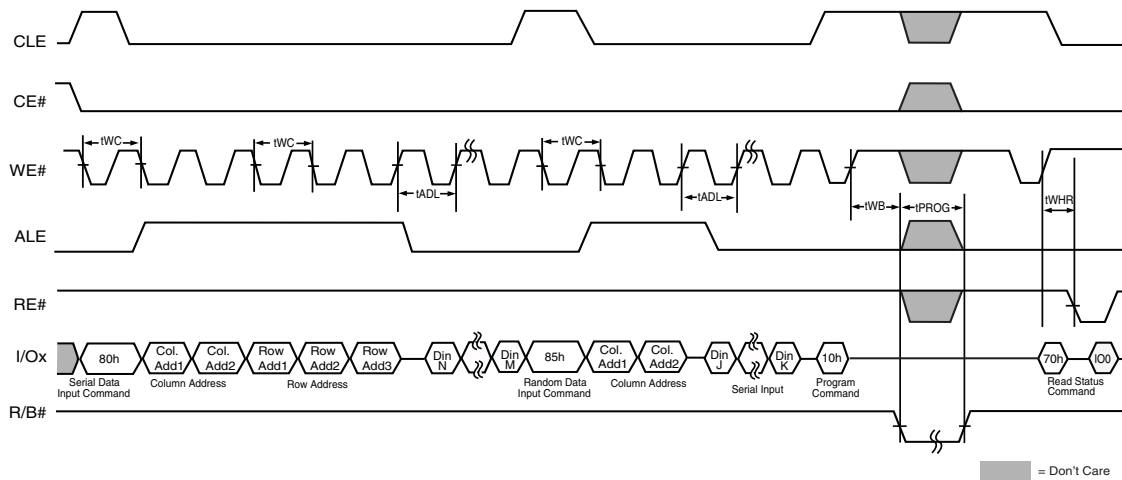 CLE
CE#
tWC
tWC
tWC
WE#
tADL
tADL
tWB
tPROG
tWHR
ALE
RE#
I/Ox
80h
Col. Add1
Col. Add2
Row Add1
Row Add2
Row Add3
Din N
Din M
85h
Col. Add1
Col. Add2
Din J
Din K
10h
70h
IO0
Serial Data
Input Command
Column Address
Row Address
Random Data
Input Command
Column Address
Serial Input
Program
Command
Read Status
Command
R/B#
= Don't Care